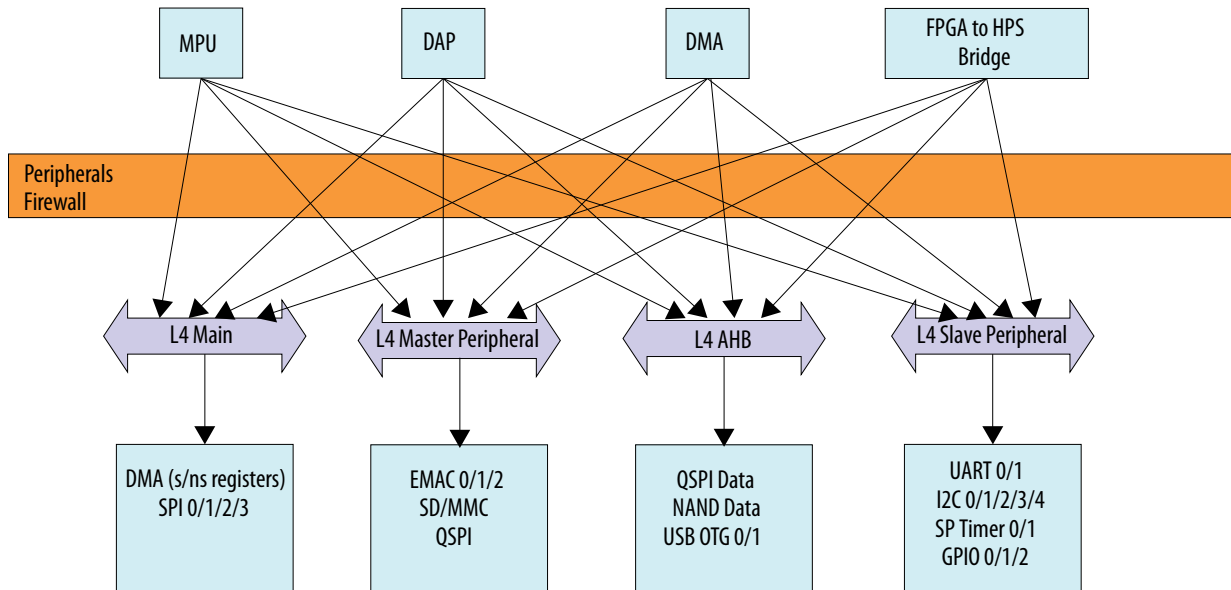 MPU
DAP
DMA
FPGA to HPS
Bridge
Peripherals
Firewall
L4 Main
L4 Master Peripheral
L4 AHB
L4 Slave Peripheral
DMA (s/ns registers)
SPI 0/1/2/3
EMAC 0/1/2
SD/MMC
QSPI
QSPI Data
NAND Data
USB OTG 0/1
UART 0/1
I2C 0/1/2/3/4
SP Timer 0/1
GPIO 0/1/2